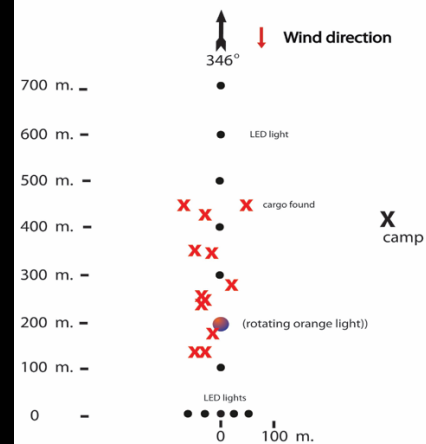 Wind direction
346°
700 m.
600 m.
LED light
500 m.
cargo found
400 m.
camp
300 m.
(rotating orange light))
200 m.
100 m.
LED lights
0
0 100 m.